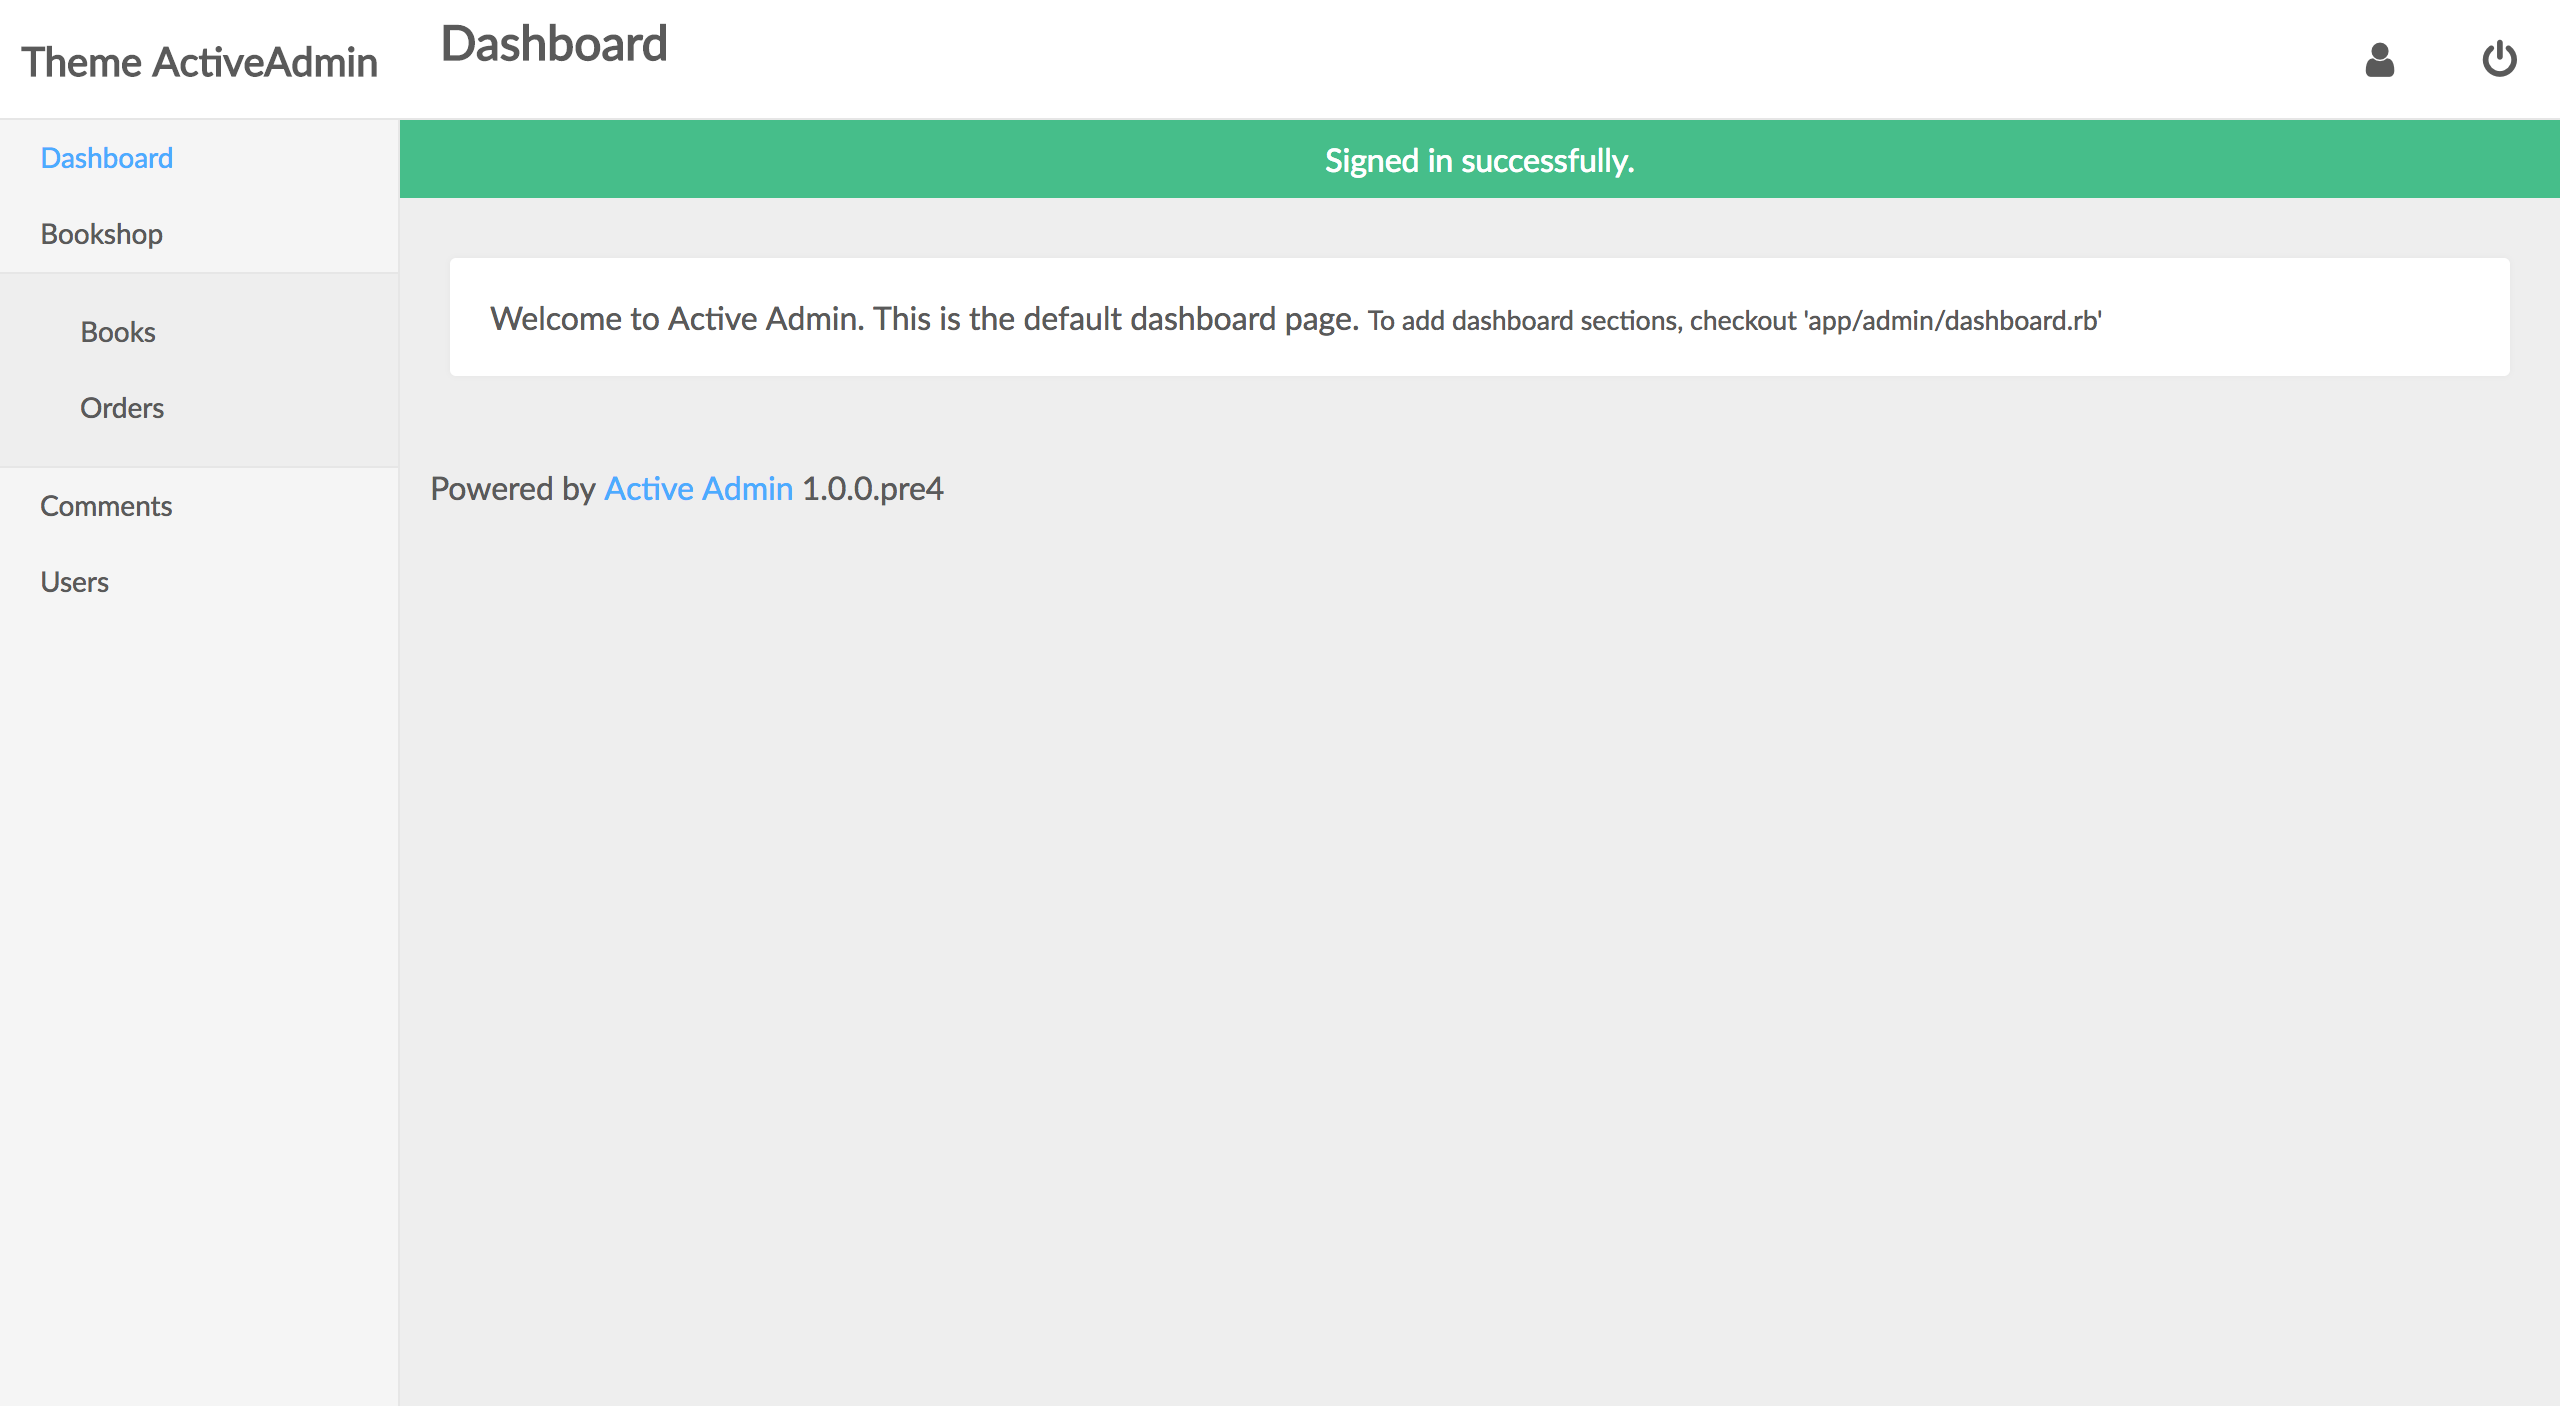 Theme ActiveAdmin
Dashboard
Dashboard
Bookshop
Books
Orders
Comments
Users
Signed in successfully.
Welcome to Active Admin. This is the default dashboard page. To add dashboard sections, checkout 'app/admin/dashboard.rb'
Powered by Active Admin 1.0.0.pre4